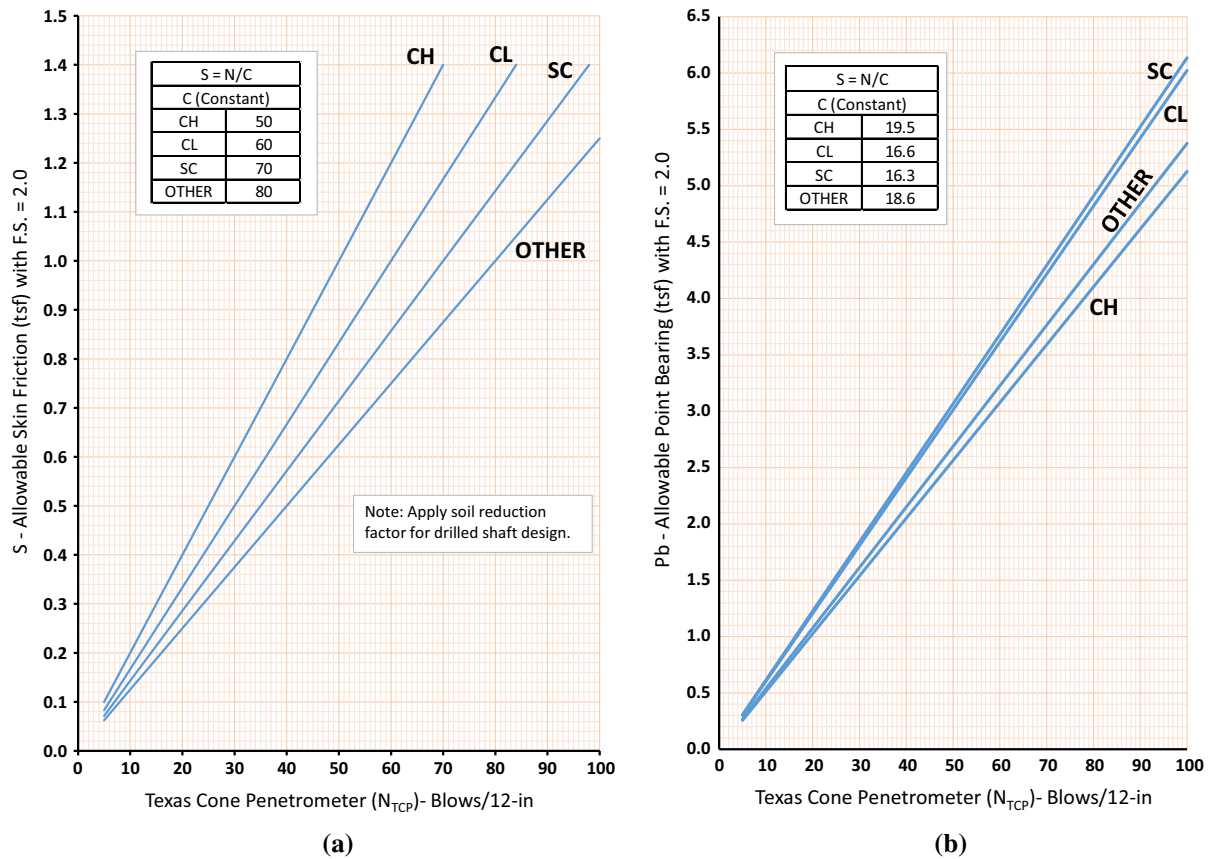 S - Allowable Skin Friction (tsf) with F.S. = 2.0
1.5
1.4
1.3
1.2
1.1
1.0
0.9
0.8
0.7
0.6
0.5
0.4
0.3
0.2
0.1
0.0
S = N/C
C (Constant)
CH 50
CL 60
SC 70
OTHER 80
CH
CL
SC
OTHER
Note: Apply soil reduction
factor for drilled shaft design.
0 10 20 30 40 50 60 70 80 90 100
Texas Cone Penetrometer (NTCP)- Blows/12-in
(a)
Pb - Allowable Point Bearing (tsf) with F.S. = 2.0
6.5
6.0
5.5
5.0
4.5
4.0
3.5
3.0
2.5
2.0
1.5
1.0
0.5
0.0
S = N/C
C (Constant)
CH 19.5
CL 16.6
SC 16.3
OTHER 18.6
SC
CL
OTHER
CH
0 10 20 30 40 50 60 70 80 90 100
Texas Cone Penetrometer (NTCP)- Blows/12-in
(b)